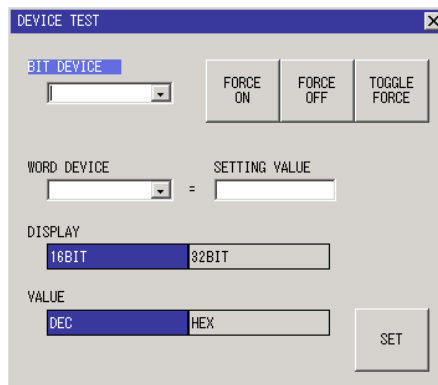 DEVICE TEST
BIT DEVICE
FORCE
ON
FORCE
OFF
TOGGLE
FORCE
WORD DEVICE
SETTING VALUE
=
DISPLAY
16BIT
32BIT
VALUE
DEC
HEX
SET